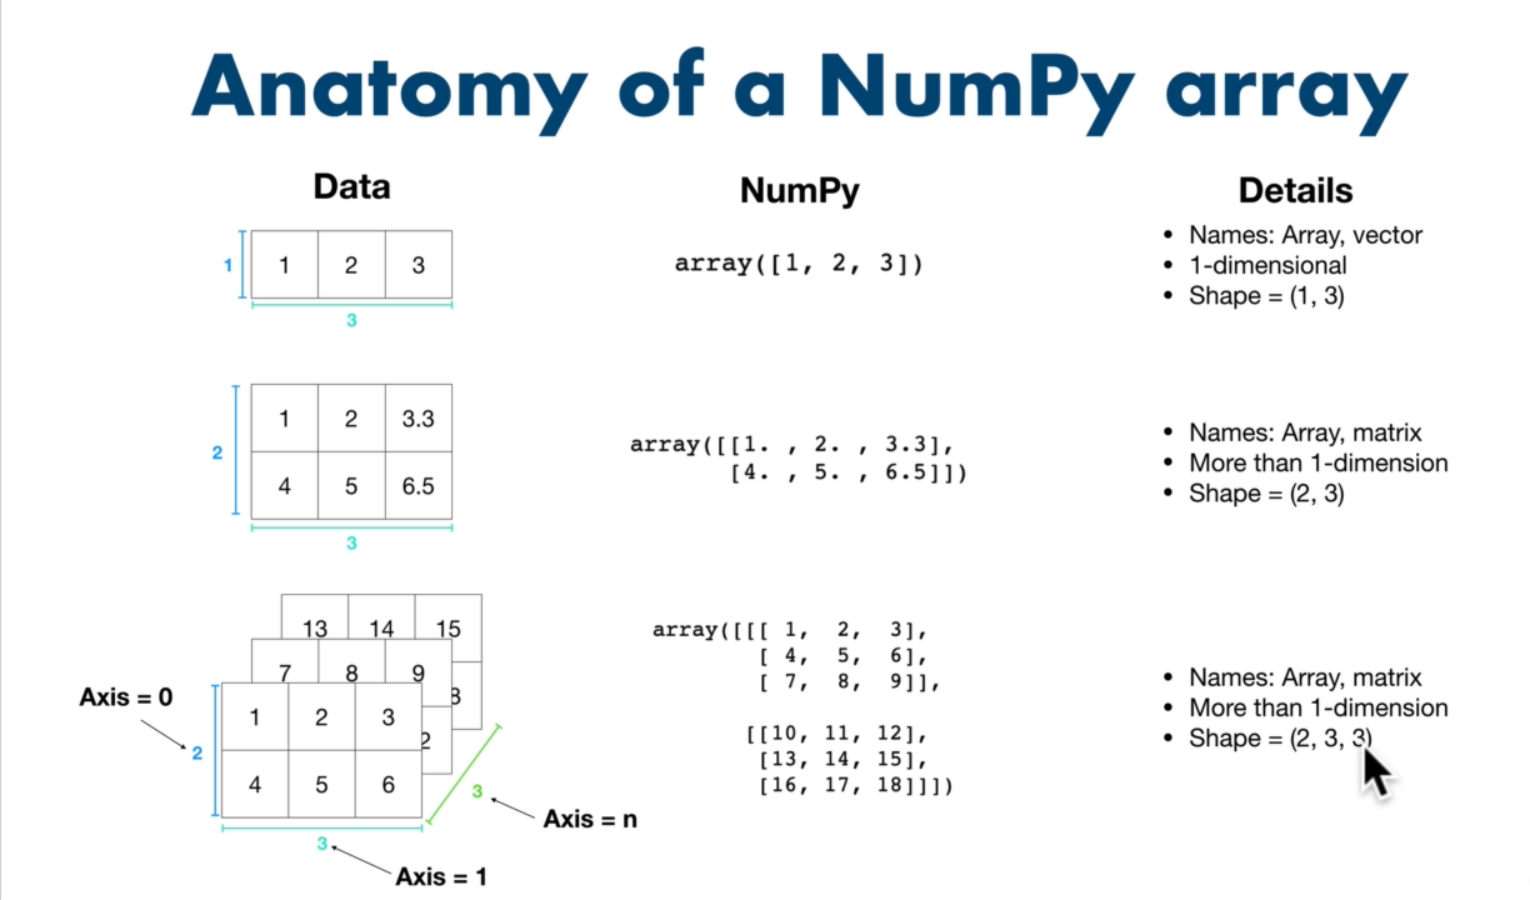 Anatomy of a NumPy array
Data
NumPy
Details
1
1 2 3
3
array([1, 2, 3])
• Names: Array, vector
• 1-dimensional
• Shape = (1, 3)
2
1 2 3.3
4 5 6.5
3
array([[1. , 2. , 3.3],
[4. , 5. , 6.5]])
• Names: Array, matrix
• More than 1-dimension
• Shape = (2, 3)
13 14 15
7 8 9
8
1 2 3
2
4 5 6
Axis = 0
2
3
3
Axis = n
Axis = 1
array([[[ 1, 2, 3],
[ 4, 5, 6],
[ 7, 8, 9]],
[[10, 11, 12],
[13, 14, 15],
[16, 17, 18]]])
• Names: Array, matrix
• More than 1-dimension
• Shape = (2, 3, 3)